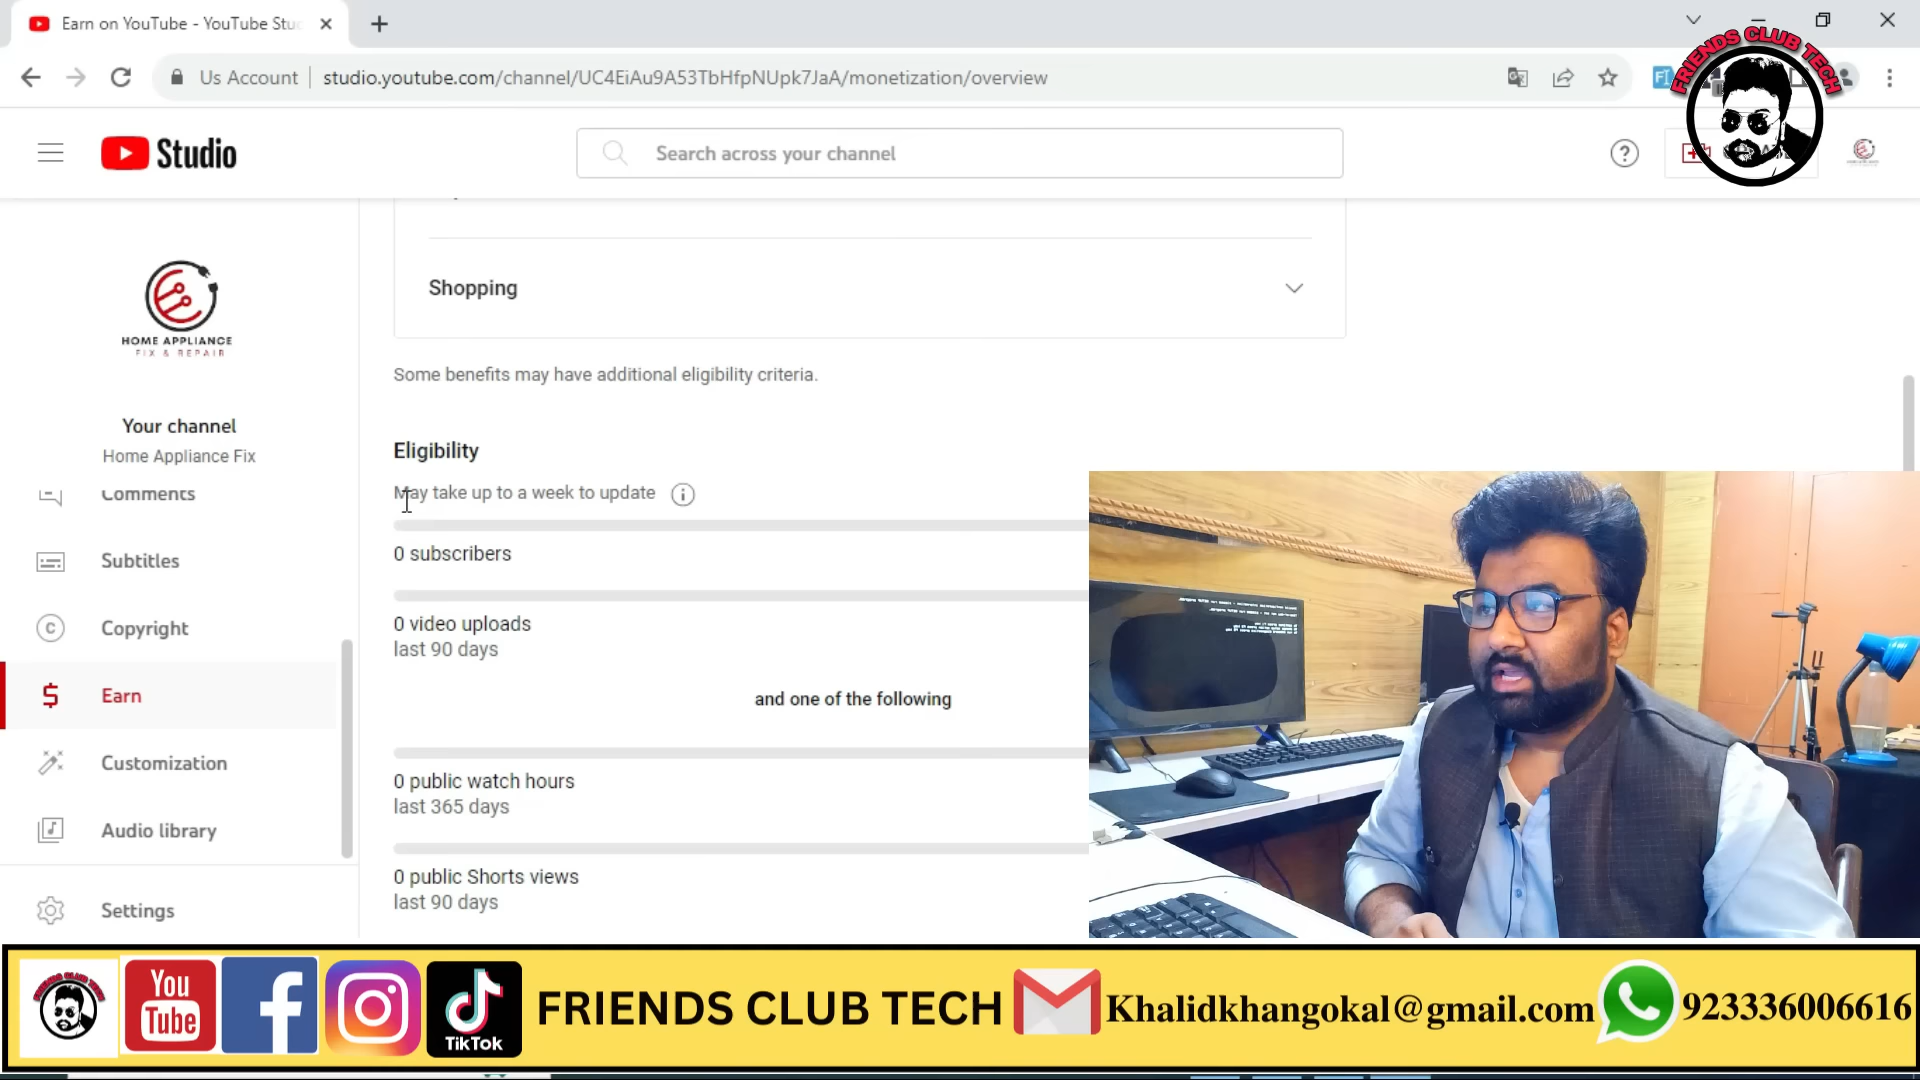 Earn on YouTube - YouTube Stu
Us Account
studio.youtube.com/channel/UC4EiAu9A53TbHfpNUpk7JaA/monetization/overview
FRIENDS CLUB TECH
Studio
Search across your channel
HOME APPLIANCE
FIX & REPAIR
Your channel
Home Appliance Fix
Comments
Subtitles
Copyright
Earn
Customization
Audio library
Settings
Shopping
Some benefits may have additional eligibility criteria.
Eligibility
May take up to a week to update
0 subscribers
0 video uploads
last 90 days
and one of the following
0 public watch hours
last 365 days
0 public Shorts views
last 90 days
FRIENDS CLUB TECH
You
Tube
TikTok
FRIENDS CLUB TECH
Khalidkhangokal@gmail.com
923336006616